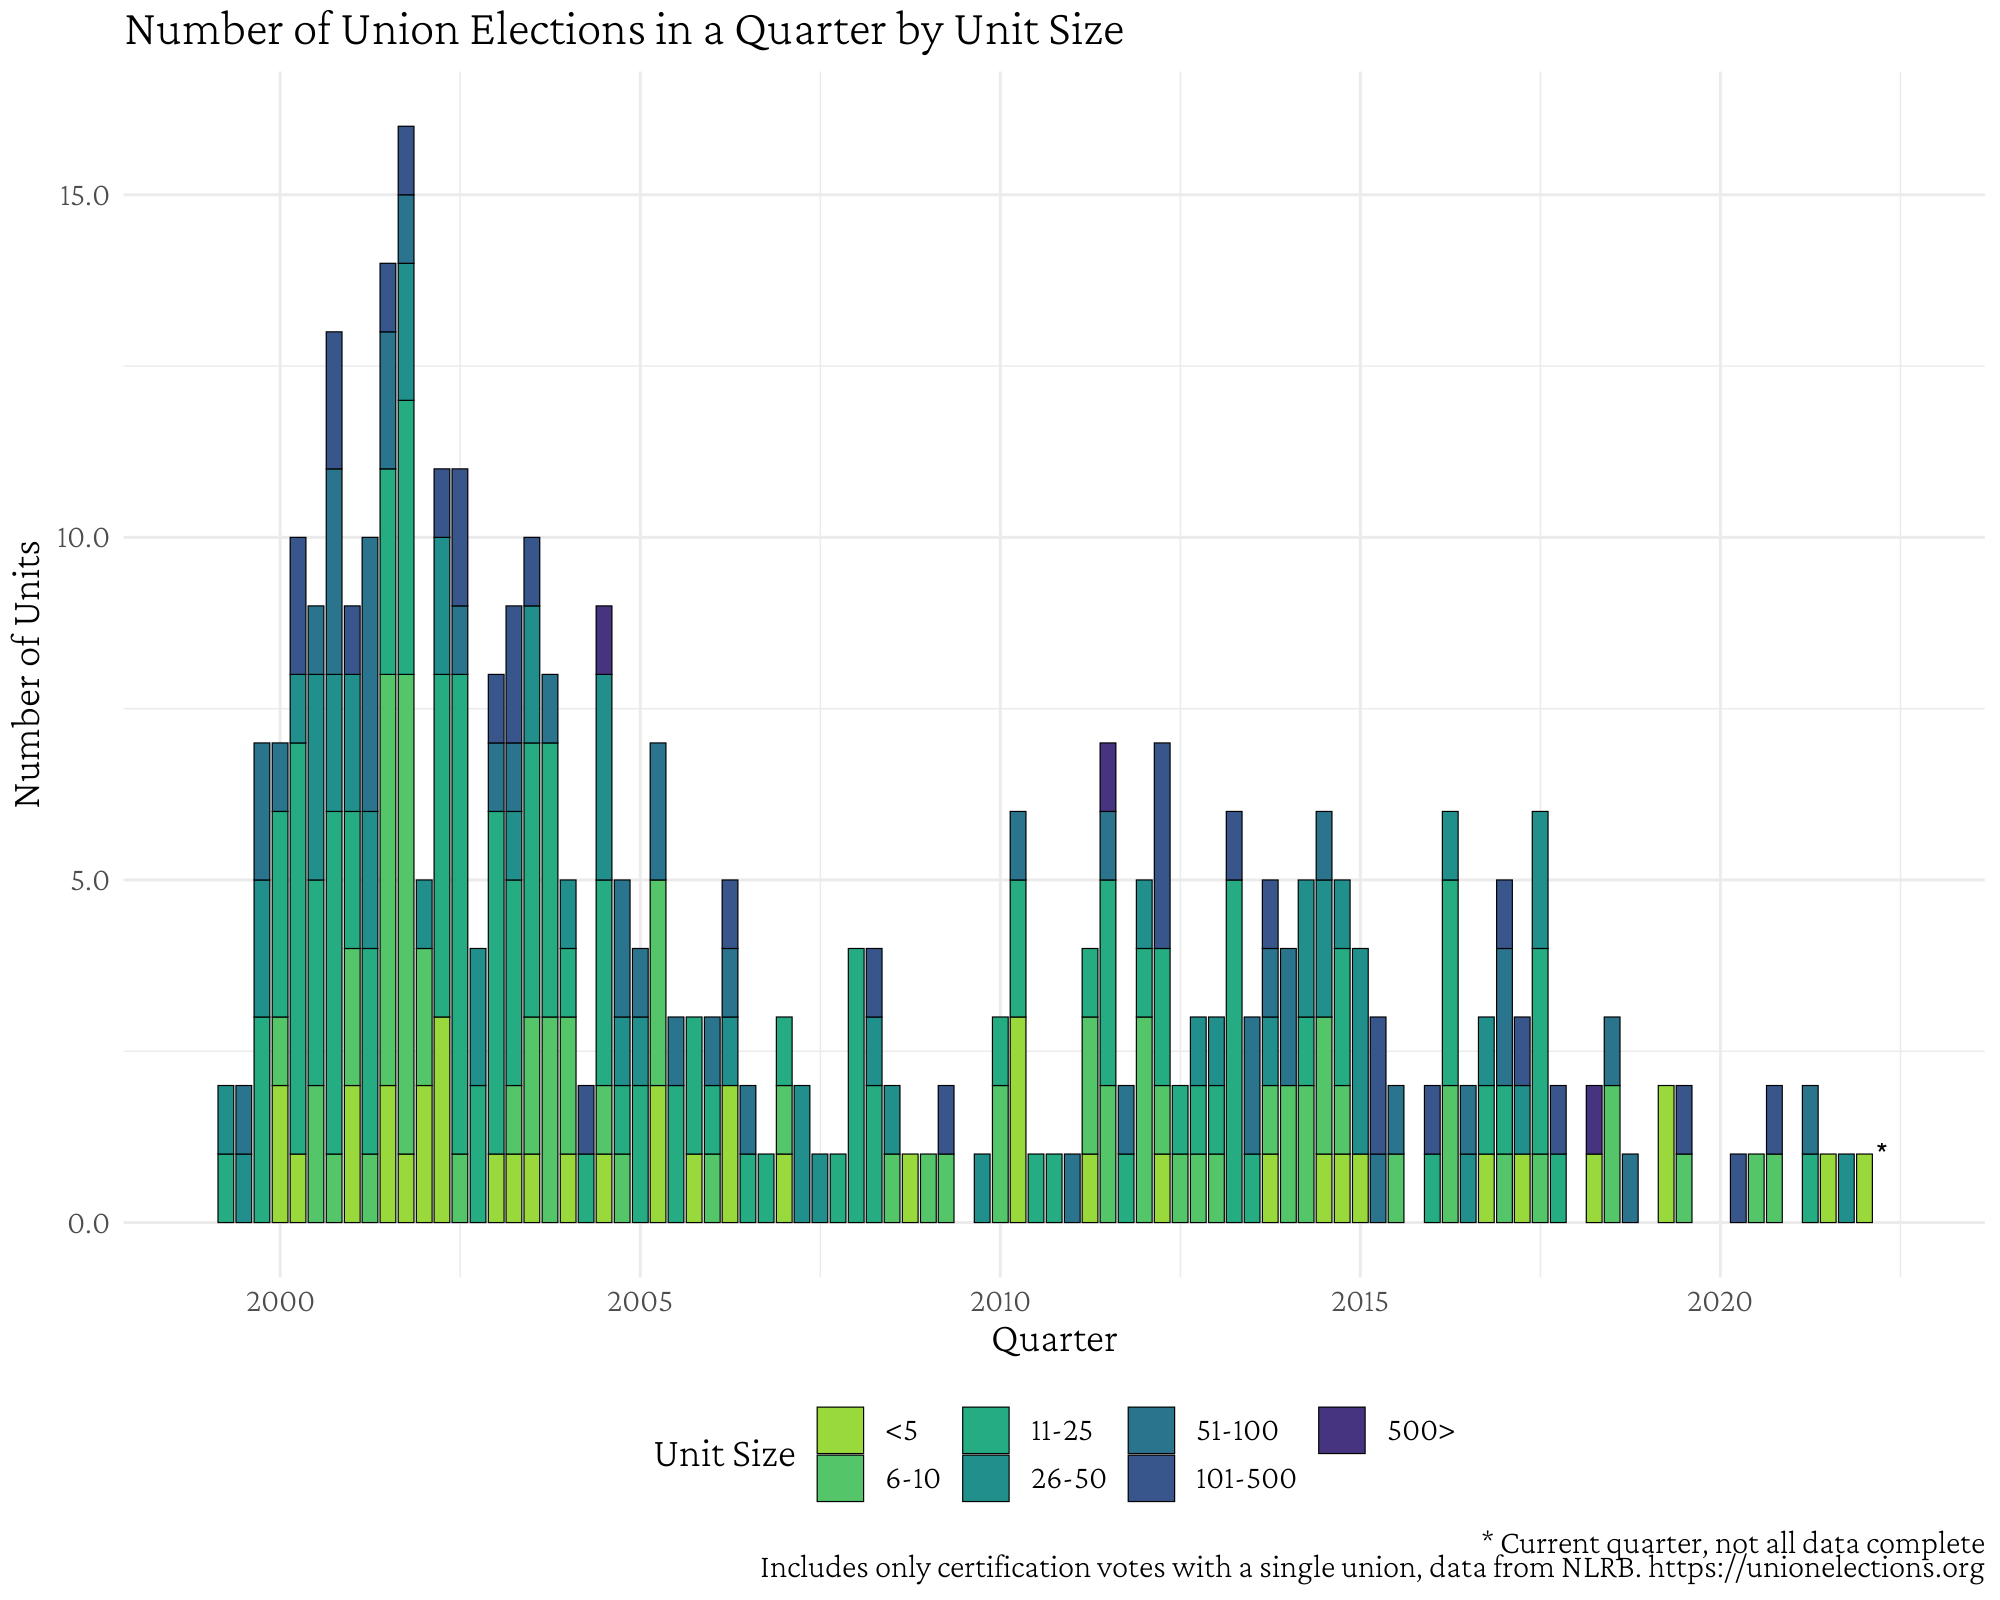 Number of Union Elections in a Quarter by Unit Size
Number of Units
15.0
10.0
5.0
0.0
*
2000 2005 2010 2015 2020
Quarter
Unit Size
<5 11-25 51-100 500>
6-10 26-50 101-500
* Current quarter, not all data complete
Includes only certification votes with a single union, data from NLRB. https://unionelections.org